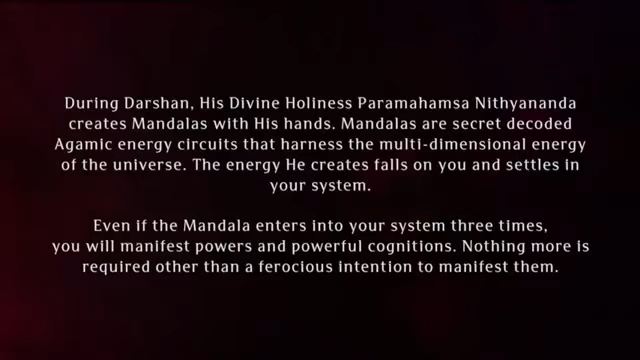 During Darshan, His Divine Holiness Paramahamsa Nithyananda
creates Mandalas with His hands. Mandalas are secret decoded
Agamic energy circuits that harness the multi-dimensional energy
of the universe. The energy He creates falls on you and settles in
your system.
Even if the Mandala enters into your system three times,
you will manifest powers and powerful cognitions. Nothing more is
required other than a ferocious intention to manifest them.